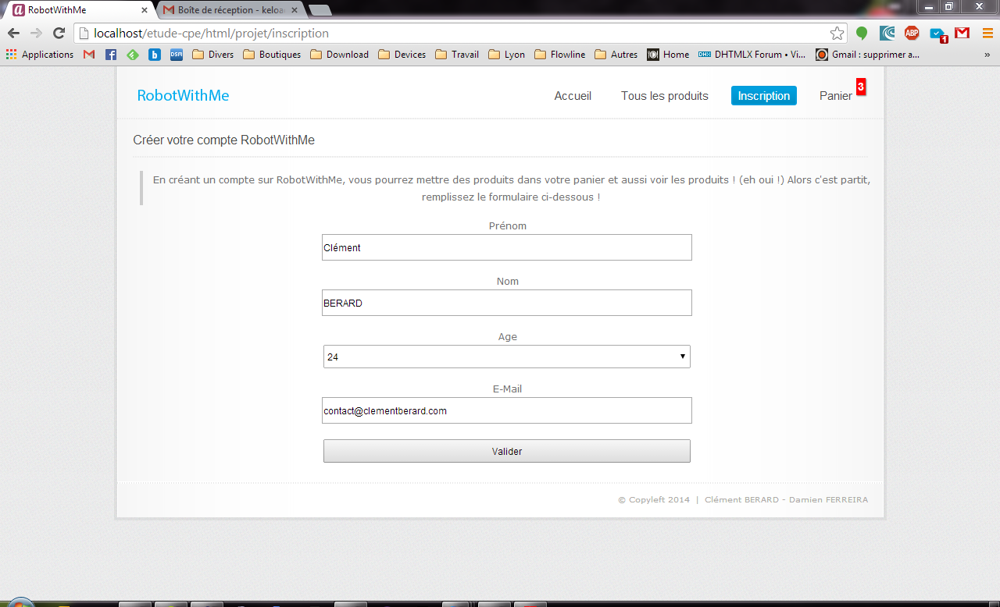 RobotWithMe
Boîte de réception - keloa
localhost/etude-cpe/html/projet/inscription
ABP
1
Applications
b
DSM
Divers
Boutiques
Download
Devices
Travail
Lyon
Flowline
Autres
Home
DHX
DHTMLX Forum • Vi...
Gmail : supprimer a...
»
RobotWithMe
Accueil
Tous les produits
Inscription
Panier
3
Créer votre compte RobotWithMe
En créant un compte sur RobotWithMe, vous pourrez mettre des produits dans votre panier et aussi voir les produits ! (eh oui !) Alors c'est partit,
remplissez le formulaire ci-dessous !
Prénom
Clément
Nom
BERARD
Age
24
E-Mail
contact@clementberard.com
Valider
© Copyleft 2014 | Clément BERARD - Damien FERREIRA